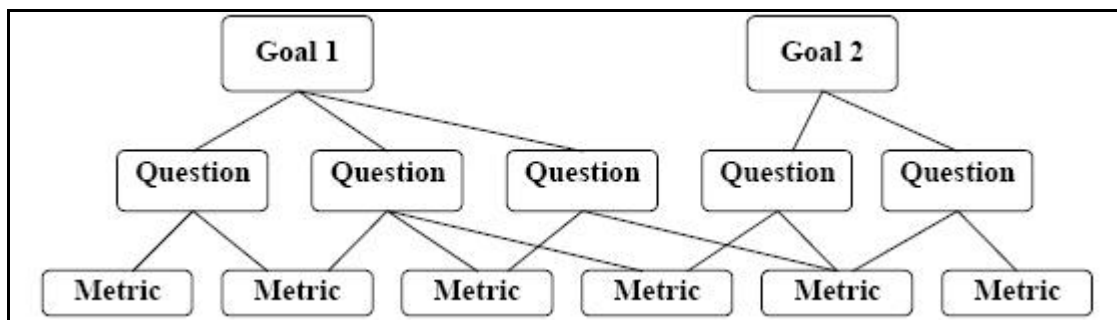 Goal 1 Goal 2
Question Question Question Question Question
Metric Metric Metric Metric Metric Metric